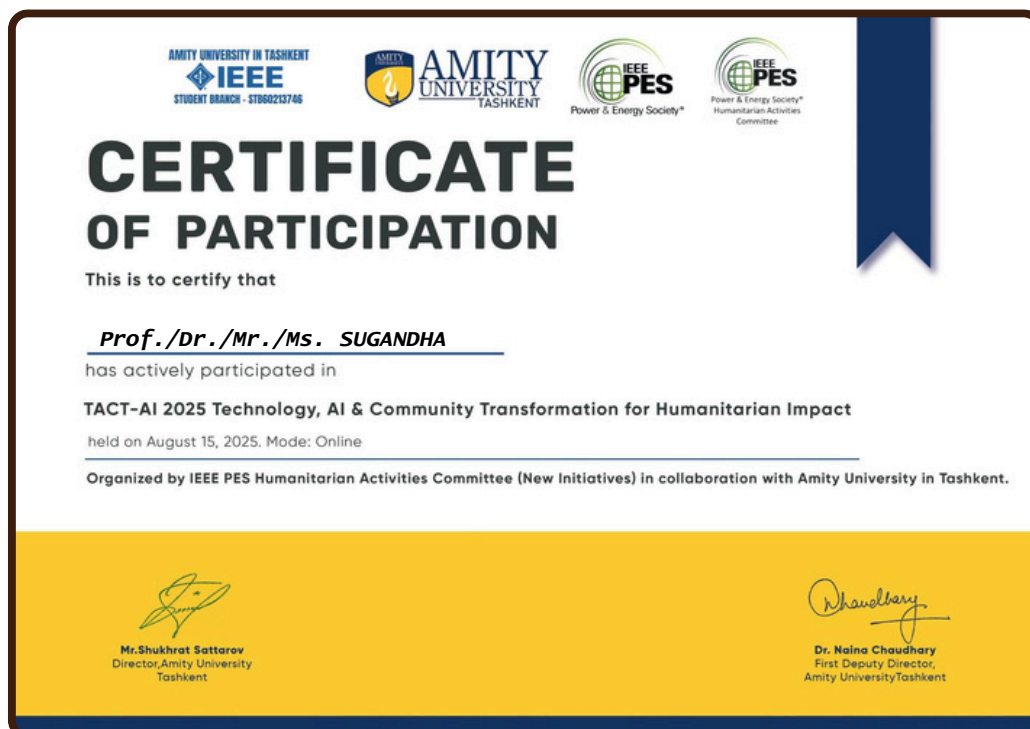 AMITY UNIVERSITY IN TASHKENT
IEEE
STUDENT BRANCH - STB60213746
AMITY
AMITY
UNIVERSITY
TASHKENT
IEEE
PES
Power & Energy Society®
IEEE
PES
Power & Energy Society®
Humanitarian Activities
Committee
CERTIFICATE
OF PARTICIPATION
This is to certify that
Prof./Dr./Mr./Ms. SUGANDHA
has actively participated in
TACT-AI 2025 Technology, AI & Community Transformation for Humanitarian Impact
held on August 15, 2025. Mode: Online
Organized by IEEE PES Humanitarian Activities Committee (New Initiatives) in collaboration with Amity University in Tashkent.
Mr.Shukhrat Sattarov
Director,Amity University
Tashkent
Dhaudhary
Dr. Naina Chaudhary
First Deputy Director,
Amity UniversityTashkent